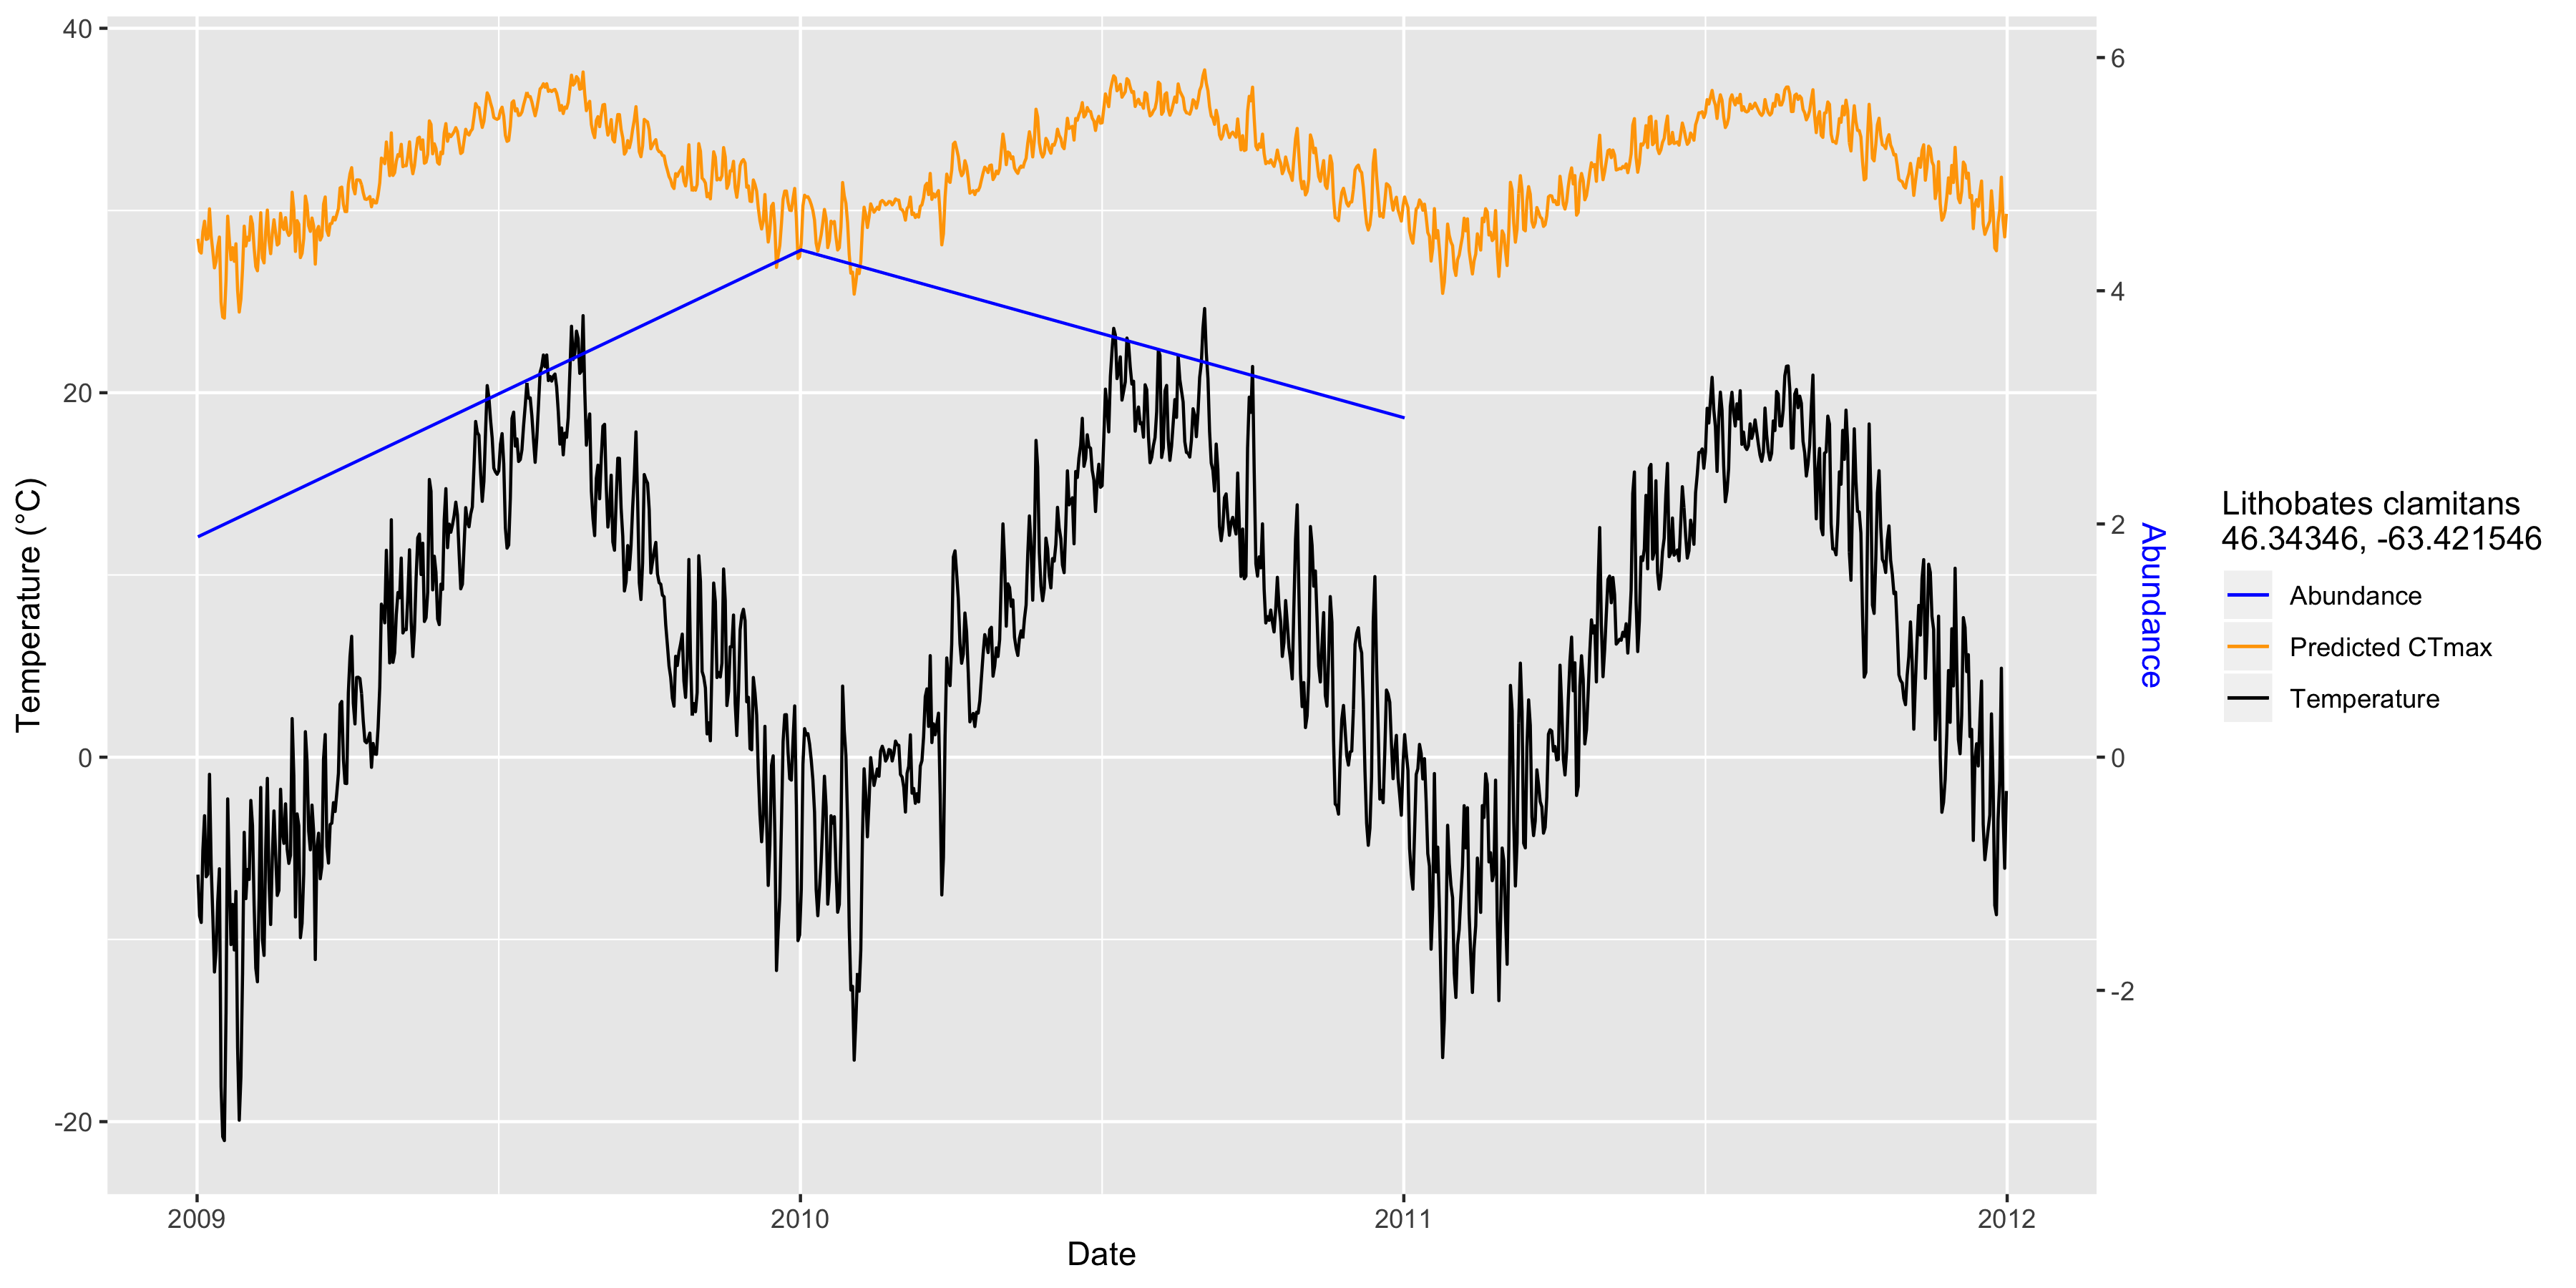 40
20
0
-20
Temperature (°C)
2009
2010
2011
2012
Date
6
4
2
0
-2
Abundance
Lithobates clamitans
46.34346, -63.421546
Abundance
Predicted CTmax
Temperature